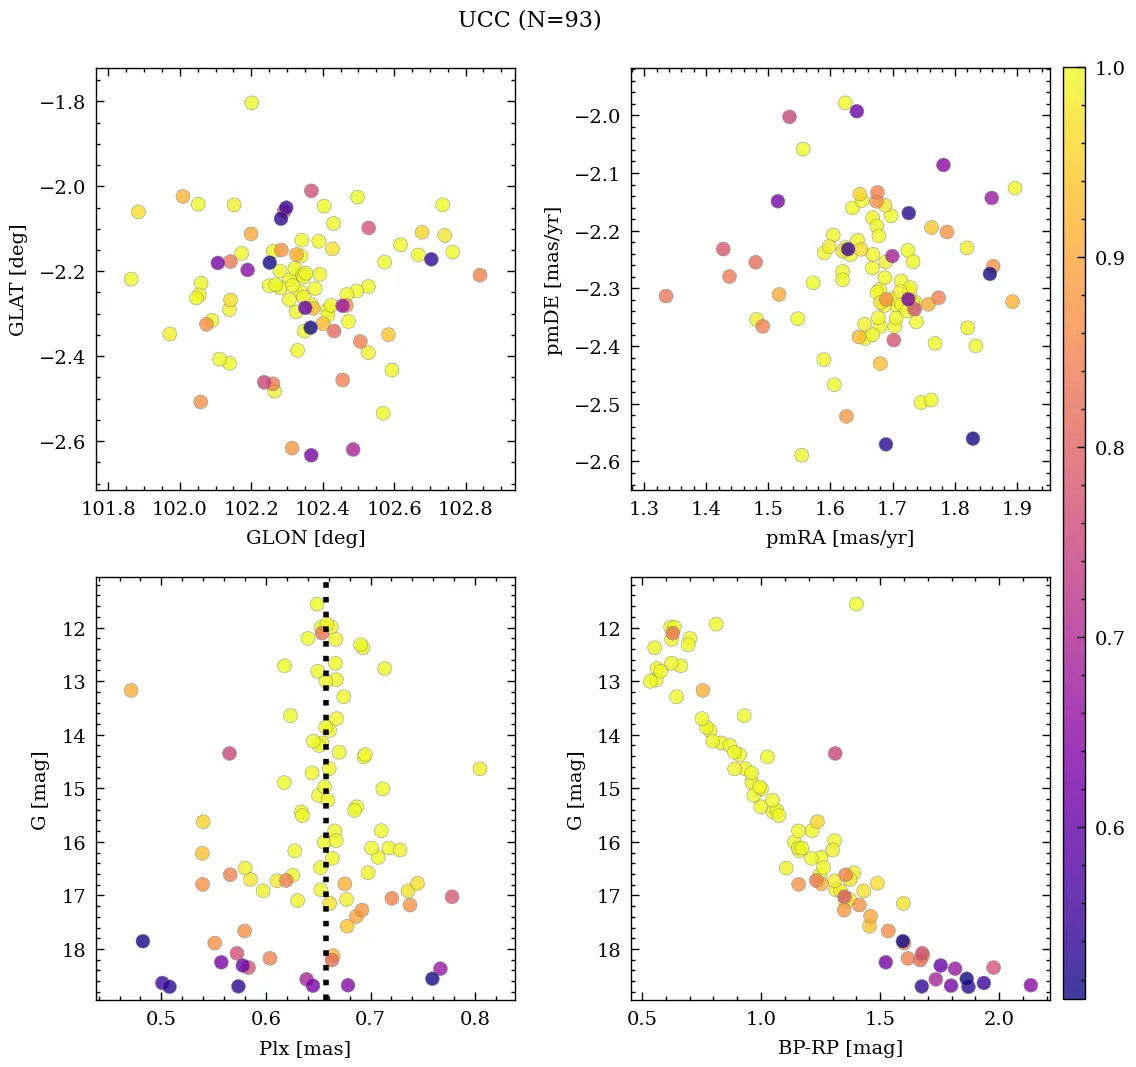 UCC (N=93)
−1.8
−2.0
−2.2
−2.4
−2.6
GLAT [deg]
101.8 102.0 102.2 102.4 102.6 102.8
GLON [deg]
−2.0
−2.1
−2.2
−2.3
−2.4
−2.5
−2.6
pmDE [mas/yr]
1.3 1.4 1.5 1.6 1.7 1.8 1.9
pmRA [mas/yr]
12
13
14
15
16
17
18
G [mag]
0.5 0.6 0.7 0.8
Plx [mas]
12
13
14
15
16
17
18
G [mag]
0.5 1.0 1.5 2.0
BP-RP [mag]
1.0
0.9
0.8
0.7
0.6